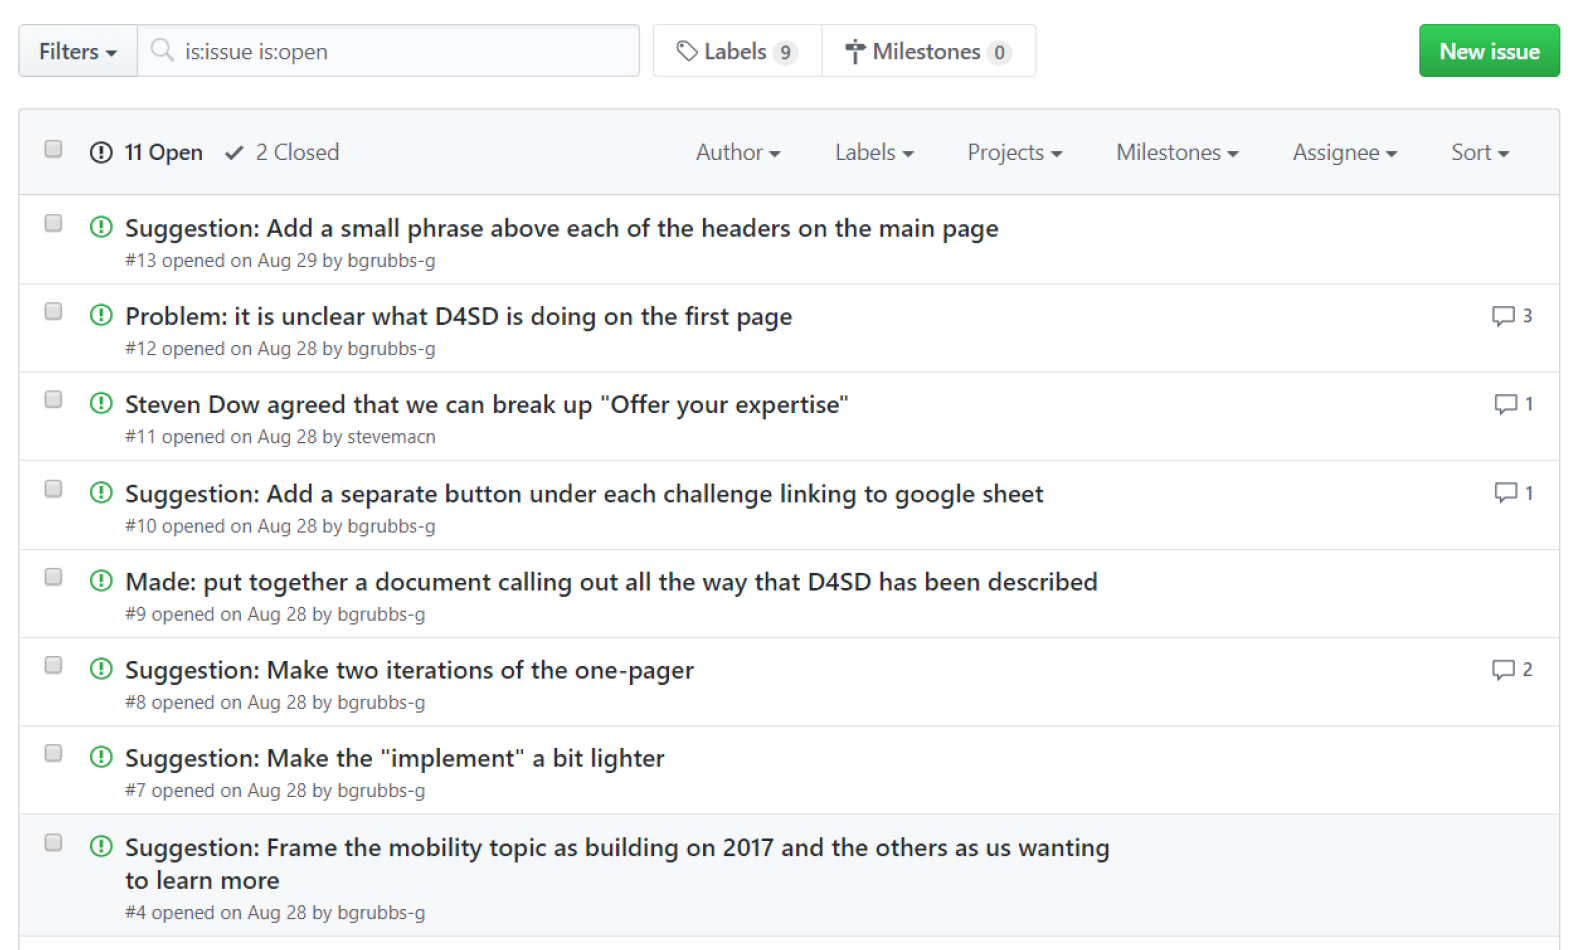 Filters is:issue is:open Labels 9 Milestones 0 New issue
11 Open 2 Closed Author Labels Projects Milestones Assignee Sort
Suggestion: Add a small phrase above each of the headers on the main page
#13 opened on Aug 29 by bgrubbs-g
Problem: it is unclear what D4SD is doing on the first page 3
#12 opened on Aug 28 by bgrubbs-g
Steven Dow agreed that we can break up "Offer your expertise" 1
#11 opened on Aug 28 by stevemacn
Suggestion: Add a separate button under each challenge linking to google sheet 1
#10 opened on Aug 28 by bgrubbs-g
Made: put together a document calling out all the way that D4SD has been described
#9 opened on Aug 28 by bgrubbs-g
Suggestion: Make two iterations of the one-pager 2
#8 opened on Aug 28 by bgrubbs-g
Suggestion: Make the "implement" a bit lighter
#7 opened on Aug 28 by bgrubbs-g
Suggestion: Frame the mobility topic as building on 2017 and the others as us wanting
to learn more
#4 opened on Aug 28 by bgrubbs-g